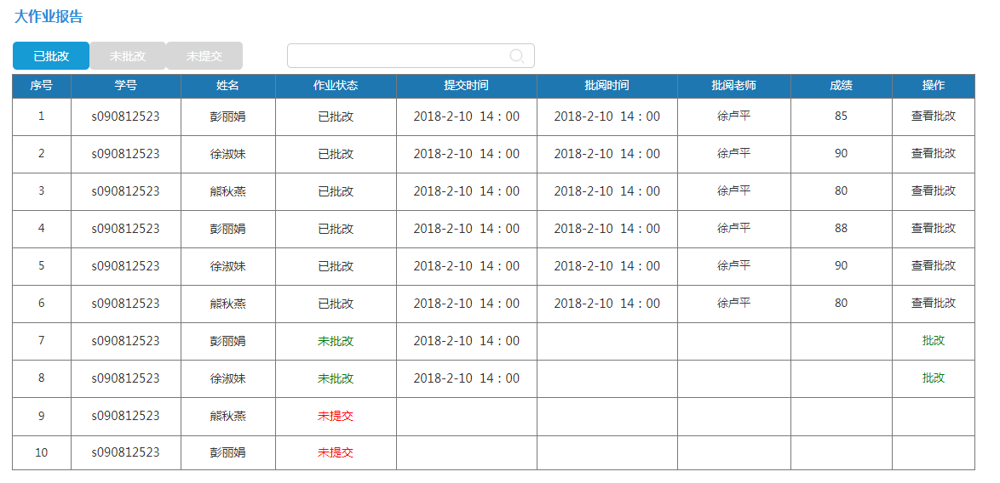 大作业报告
已批改 未批改 未提交
序号 学号 姓名 作业状态 提交时间 批阅时间 批阅老师 成绩 操作
1 s090812523 彭丽娟 已批改 2018-2-10 14：00 2018-2-10 14：00 徐卢平 85 查看批改
2 s090812523 徐淑妹 已批改 2018-2-10 14：00 2018-2-10 14：00 徐卢平 90 查看批改
3 s090812523 熊秋燕 已批改 2018-2-10 14：00 2018-2-10 14：00 徐卢平 80 查看批改
4 s090812523 彭丽娟 已批改 2018-2-10 14：00 2018-2-10 14：00 徐卢平 88 查看批改
5 s090812523 徐淑妹 已批改 2018-2-10 14：00 2018-2-10 14：00 徐卢平 90 查看批改
6 s090812523 熊秋燕 已批改 2018-2-10 14：00 2018-2-10 14：00 徐卢平 80 查看批改
7 s090812523 彭丽娟 未批改 2018-2-10 14：00 批改
8 s090812523 徐淑妹 未批改 2018-2-10 14：00 批改
9 s090812523 熊秋燕 未提交
10 s090812523 彭丽娟 未提交